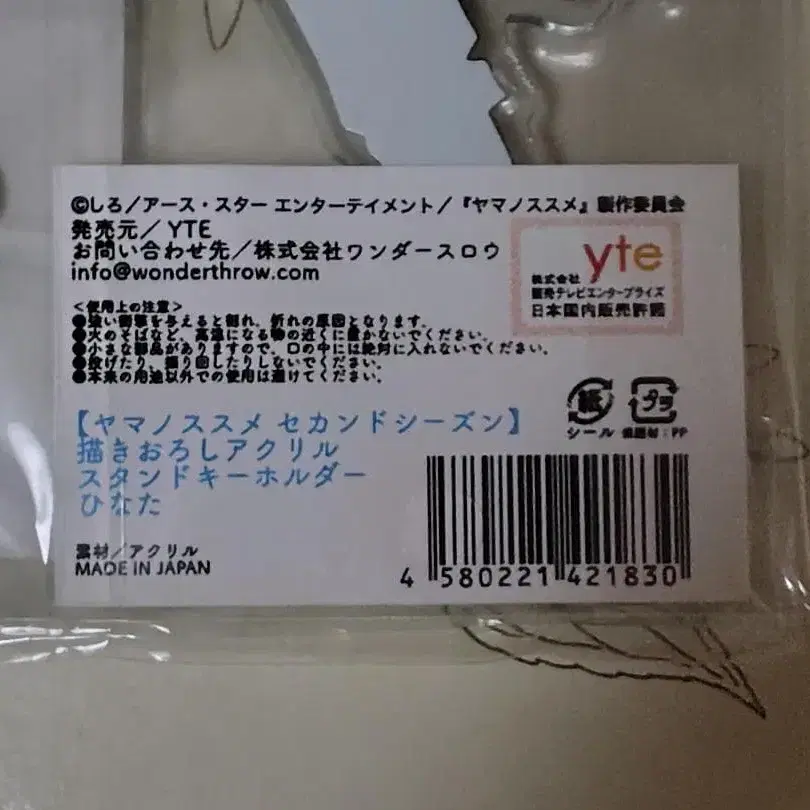 ©しろ／アース・スター エンターテイメント／『ヤマノススメ』製作委員会
発売元／YTE
お問い合わせ先／株式会社ワンダースロウ
info@wonderthrow.com
yte
株式会社
読売テレビエンタープライズ
日本国内販売許諾
＜使用上の注意＞
●強い衝撃を与えると割れ、折れの原因となります。
●火のそばなど、高温になる物の近くに置かないでください。
●小さな部品がありますので、口の中には絶対に入れないでください。
●投げたり、振り回したりしないでください。
●本来の用途以外での使用は避けてください。
【ヤマノススメ セカンドシーズン】
描きおろしアクリル
スタンドキーホルダー
ひなた
紙
シール
プラ
PP
素材／アクリル
MADE IN JAPAN
4 580221 421830